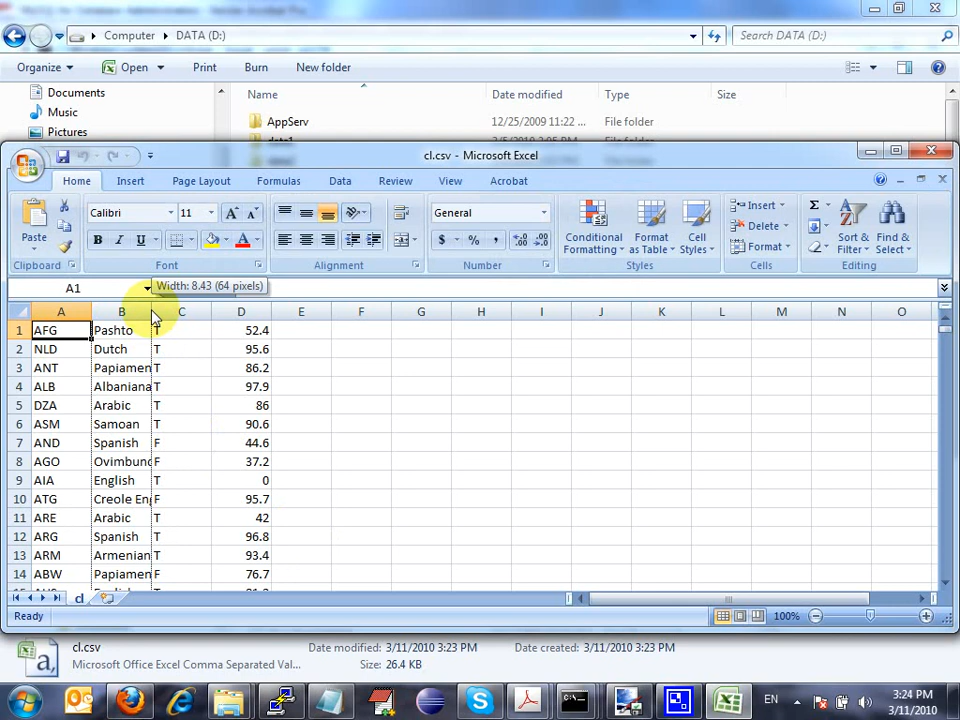 Computer DATA (D:) Search DATA (D:)
Organize Open Print Burn New folder
Documents Name Date modified Type Size
Music AppServ 12/25/2009 11:22 ... File folder
Pictures
cl.csv - Microsoft Excel
Home Insert Page Layout Formulas Data Review View Acrobat
Paste Calibri 11 A A General Insert Σ
B I U A $ % , Conditional Formatting Format as Table Cell Styles Delete Sort & Filter Find & Select
Format
Clipboard Font Alignment Number Styles Cells Editing
A1 Width: 8.43 (64 pixels)
A B C D E F G H I J K L M N O
1 AFG Pashto T 52.4
2 NLD Dutch T 95.6
3 ANT Papiamen T 86.2
4 ALB Albaniana T 97.9
5 DZA Arabic T 86
6 ASM Samoan T 90.6
7 AND Spanish F 44.6
8 AGO Ovimbund F 37.2
9 AIA English T 0
10 ATG Creole Eng F 95.7
11 ARE Arabic T 42
12 ARG Spanish T 96.8
13 ARM Armenian T 93.4
14 ABW Papiamen F 76.7
cl
Ready 100%
cl.csv Date modified: 3/11/2010 3:23 PM Date created: 3/11/2010 3:23 PM
Microsoft Office Excel Comma Separated Val... Size: 26.4 KB
EN 3:24 PM
3/11/2010